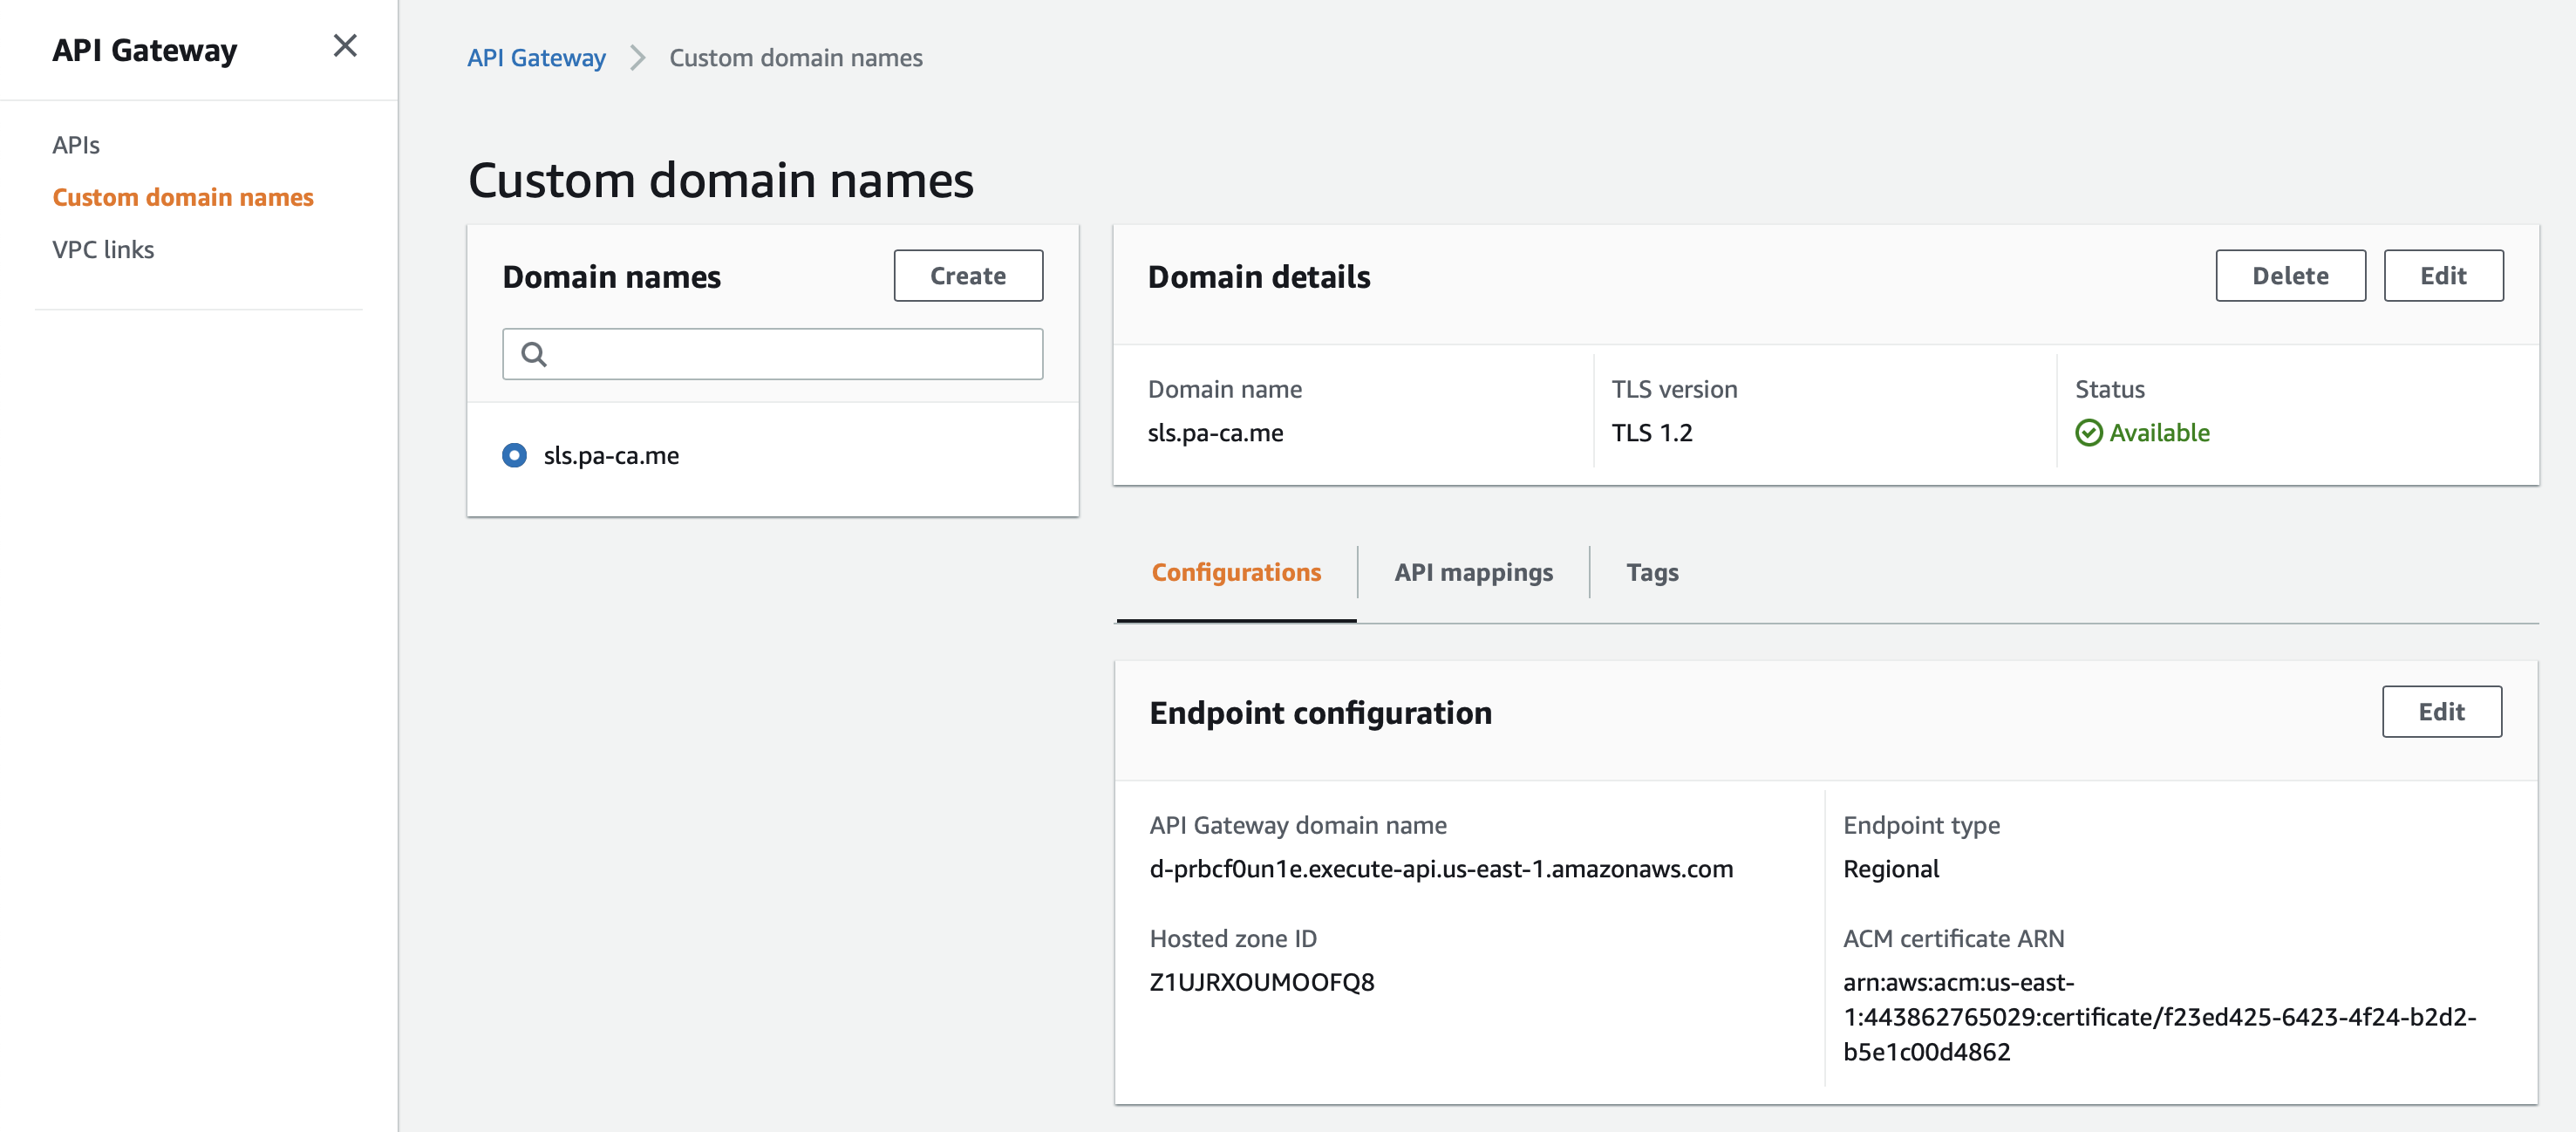 API Gateway
APIs
Custom domain names
VPC links
API Gateway > Custom domain names
Custom domain names
Domain names
Create
sls.pa-ca.me
Domain details
Delete
Edit
Domain name
sls.pa-ca.me
TLS version
TLS 1.2
Status
Available
Configurations
API mappings
Tags
Endpoint configuration
Edit
API Gateway domain name
d-prbcf0un1e.execute-api.us-east-1.amazonaws.com
Hosted zone ID
Z1UJRXOUMOOFQ8
Endpoint type
Regional
ACM certificate ARN
arn:aws:acm:us-east-
1:443862765029:certificate/f23ed425-6423-4f24-b2d2-
b5e1c00d4862